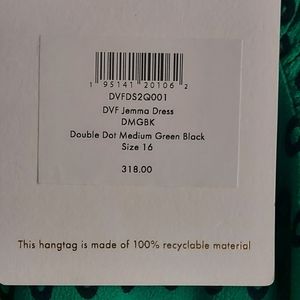 1 95141 20106 2
DVFDS2Q001
DVF Jemma Dress
DMGBK
Double Dot Medium Green Black
Size 16
318.00
This hangtag is made of 100% recyclable material